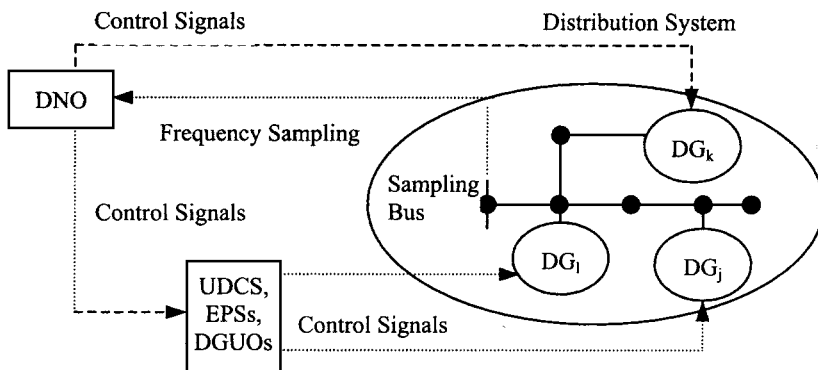 Control Signals
Distribution System
DNO
Frequency Sampling
DGk
Sampling
Bus
Control Signals
DGl
DGj
UDCS,
EPSs,
DGUOs
Control Signals